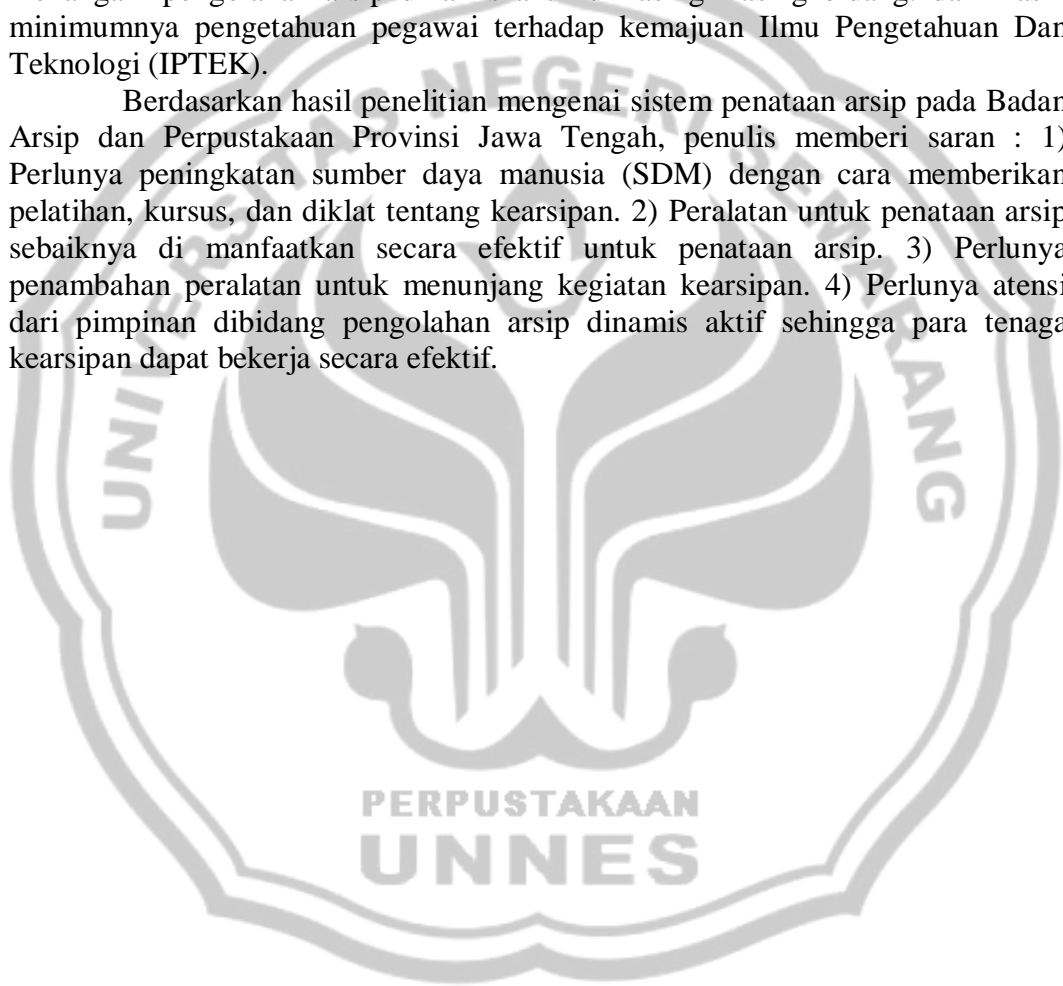 minimumnya pengetahuan pegawai terhadap kemajuan Ilmu Pengetahuan Dan
Teknologi (IPTEK).
Berdasarkan hasil penelitian mengenai sistem penataan arsip pada Badan
Arsip dan Perpustakaan Provinsi Jawa Tengah, penulis memberi saran : 1)
Perlunya peningkatan sumber daya manusia (SDM) dengan cara memberikan
pelatihan, kursus, dan diklat tentang kearsipan. 2) Peralatan untuk penataan arsip
sebaiknya di manfaatkan secara efektif untuk penataan arsip. 3) Perlunya
penambahan peralatan untuk menunjang kegiatan kearsipan. 4) Perlunya atensi
dari pimpinan dibidang pengolahan arsip dinamis aktif sehingga para tenaga
kearsipan dapat bekerja secara efektif.
UNIVERSITAS NEGERI SEMARANG
PERPUSTAKAAN
UNNES